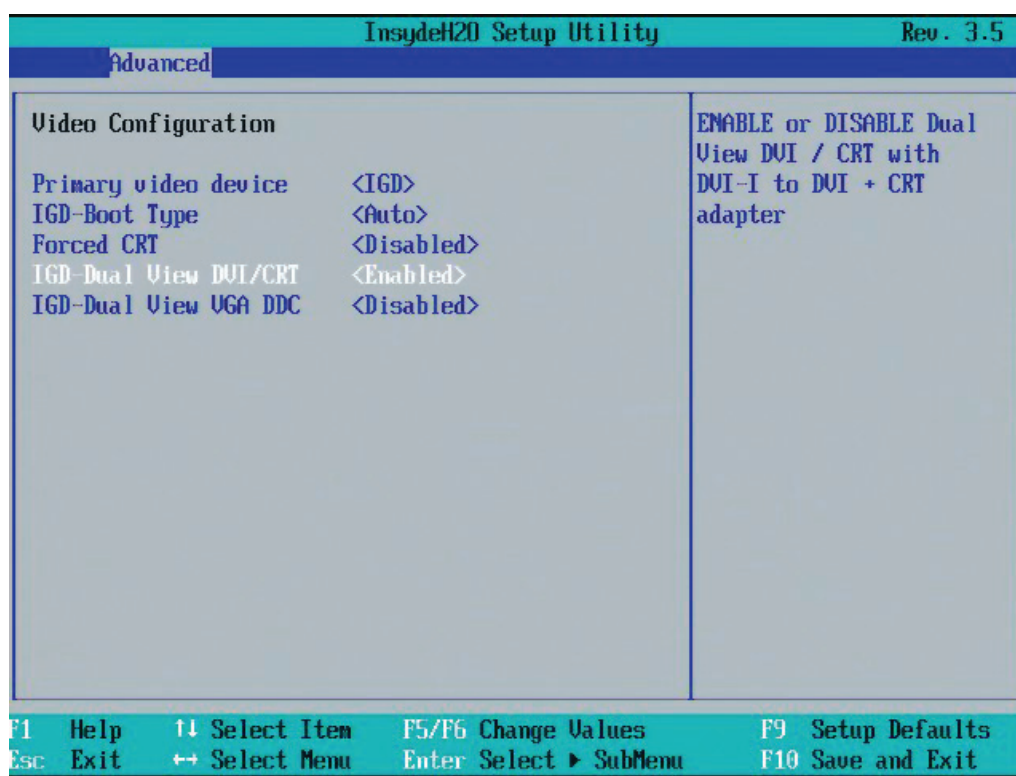 InsydeH20 Setup Utility Rev. 3.5
Advanced
Video Configuration
Primary video device <IGD>
IGD-Boot Type <Auto>
Forced CRT <Disabled>
IGD-Dual View DVI/CRT <Enabled>
IGD-Dual View VGA DDC <Disabled>
ENABLE or DISABLE Dual
View DVI / CRT with
DVI-I to DVI + CRT
adapter
F1 Help ↑↓ Select Item F5/F6 Change Values F9 Setup Defaults
Esc Exit ↔ Select Menu Enter Select ▶ SubMenu F10 Save and Exit